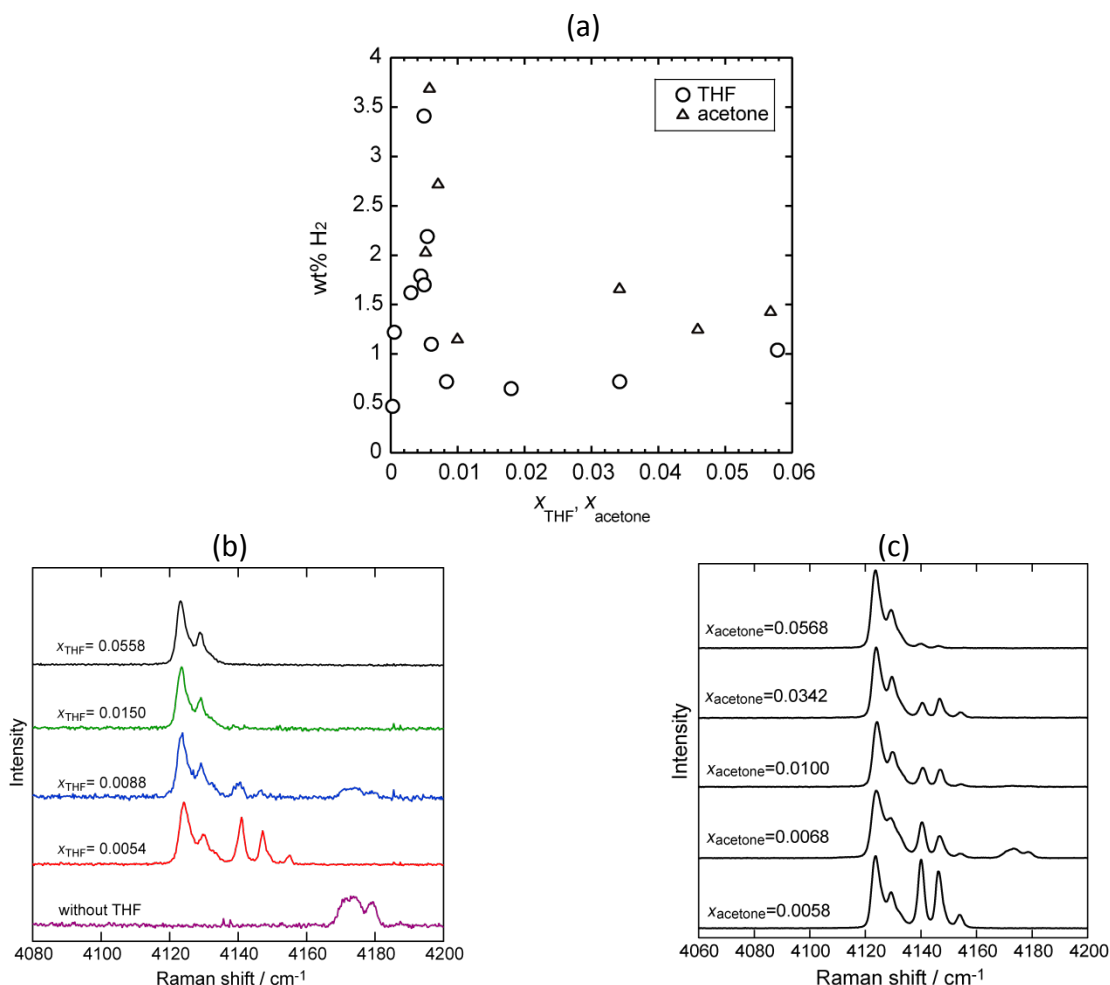 (a)
4
3.5
3
2.5
2
1.5
1
0.5
0
wt% H2
THF
acetone
0 0.01 0.02 0.03 0.04 0.05 0.06
xTHF, xacetone
(b)
Intensity
xTHF= 0.0558
xTHF= 0.0150
xTHF= 0.0088
xTHF= 0.0054
without THF
4080 4100 4120 4140 4160 4180 4200
Raman shift / cm-1
(c)
Intensity
xacetone=0.0568
xacetone=0.0342
xacetone=0.0100
xacetone=0.0068
xacetone=0.0058
4060 4080 4100 4120 4140 4160 4180 4200
Raman shift / cm-1